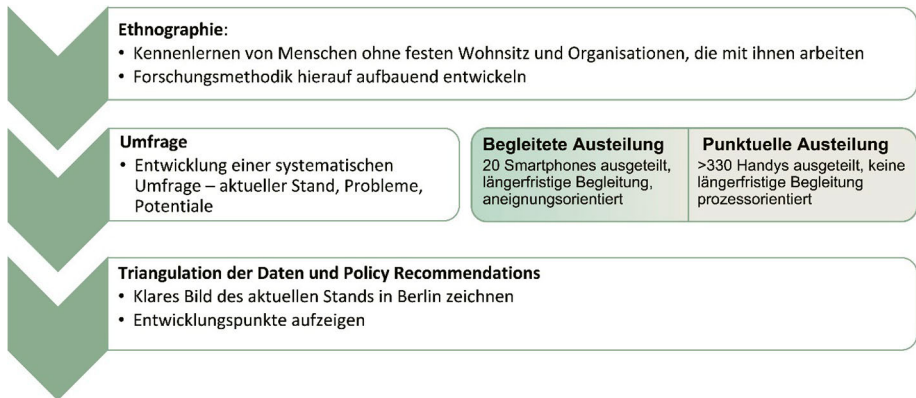 Ethnographie:
• Kennenlernen von Menschen ohne festen Wohnsitz und Organisationen, die mit ihnen arbeiten
• Forschungsmethodik hierauf aufbauend entwickeln
Umfrage
• Entwicklung einer systematischen
Umfrage – aktueller Stand, Probleme,
Potentiale
Begleitete Austeilung
20 Smartphones ausgeteilt,
längerfristige Begleitung,
aneignungsorientiert
Punktuelle Austeilung
>330 Handys ausgeteilt, keine
längerfristige Begleitung
prozessorientiert
Triangulation der Daten und Policy Recommendations
• Klares Bild des aktuellen Stands in Berlin zeichnen
• Entwicklungspunkte aufzeigen